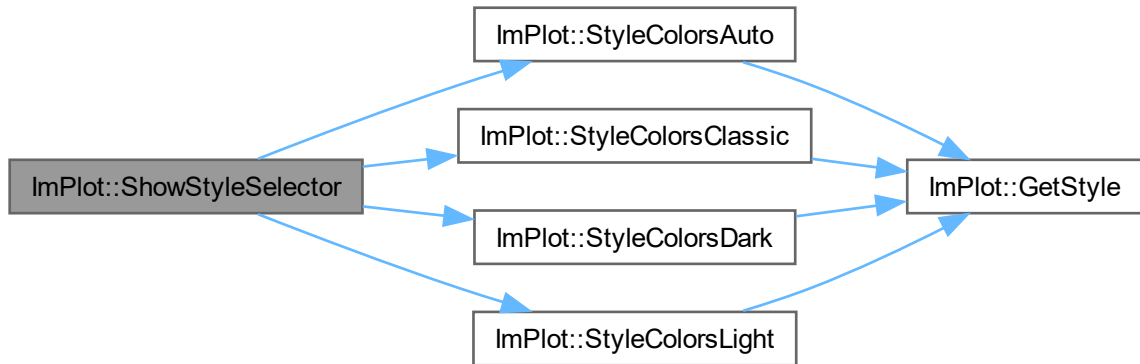 ImPlot::ShowStyleSelector
ImPlot::StyleColorsAuto
ImPlot::StyleColorsClassic
ImPlot::StyleColorsDark
ImPlot::StyleColorsLight
ImPlot::GetStyle